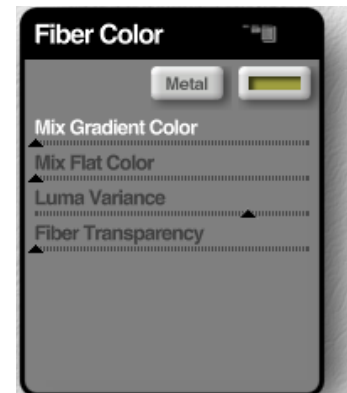 Fiber Color
Metal
Mix Gradient Color
Mix Flat Color
Luma Variance
Fiber Transparency